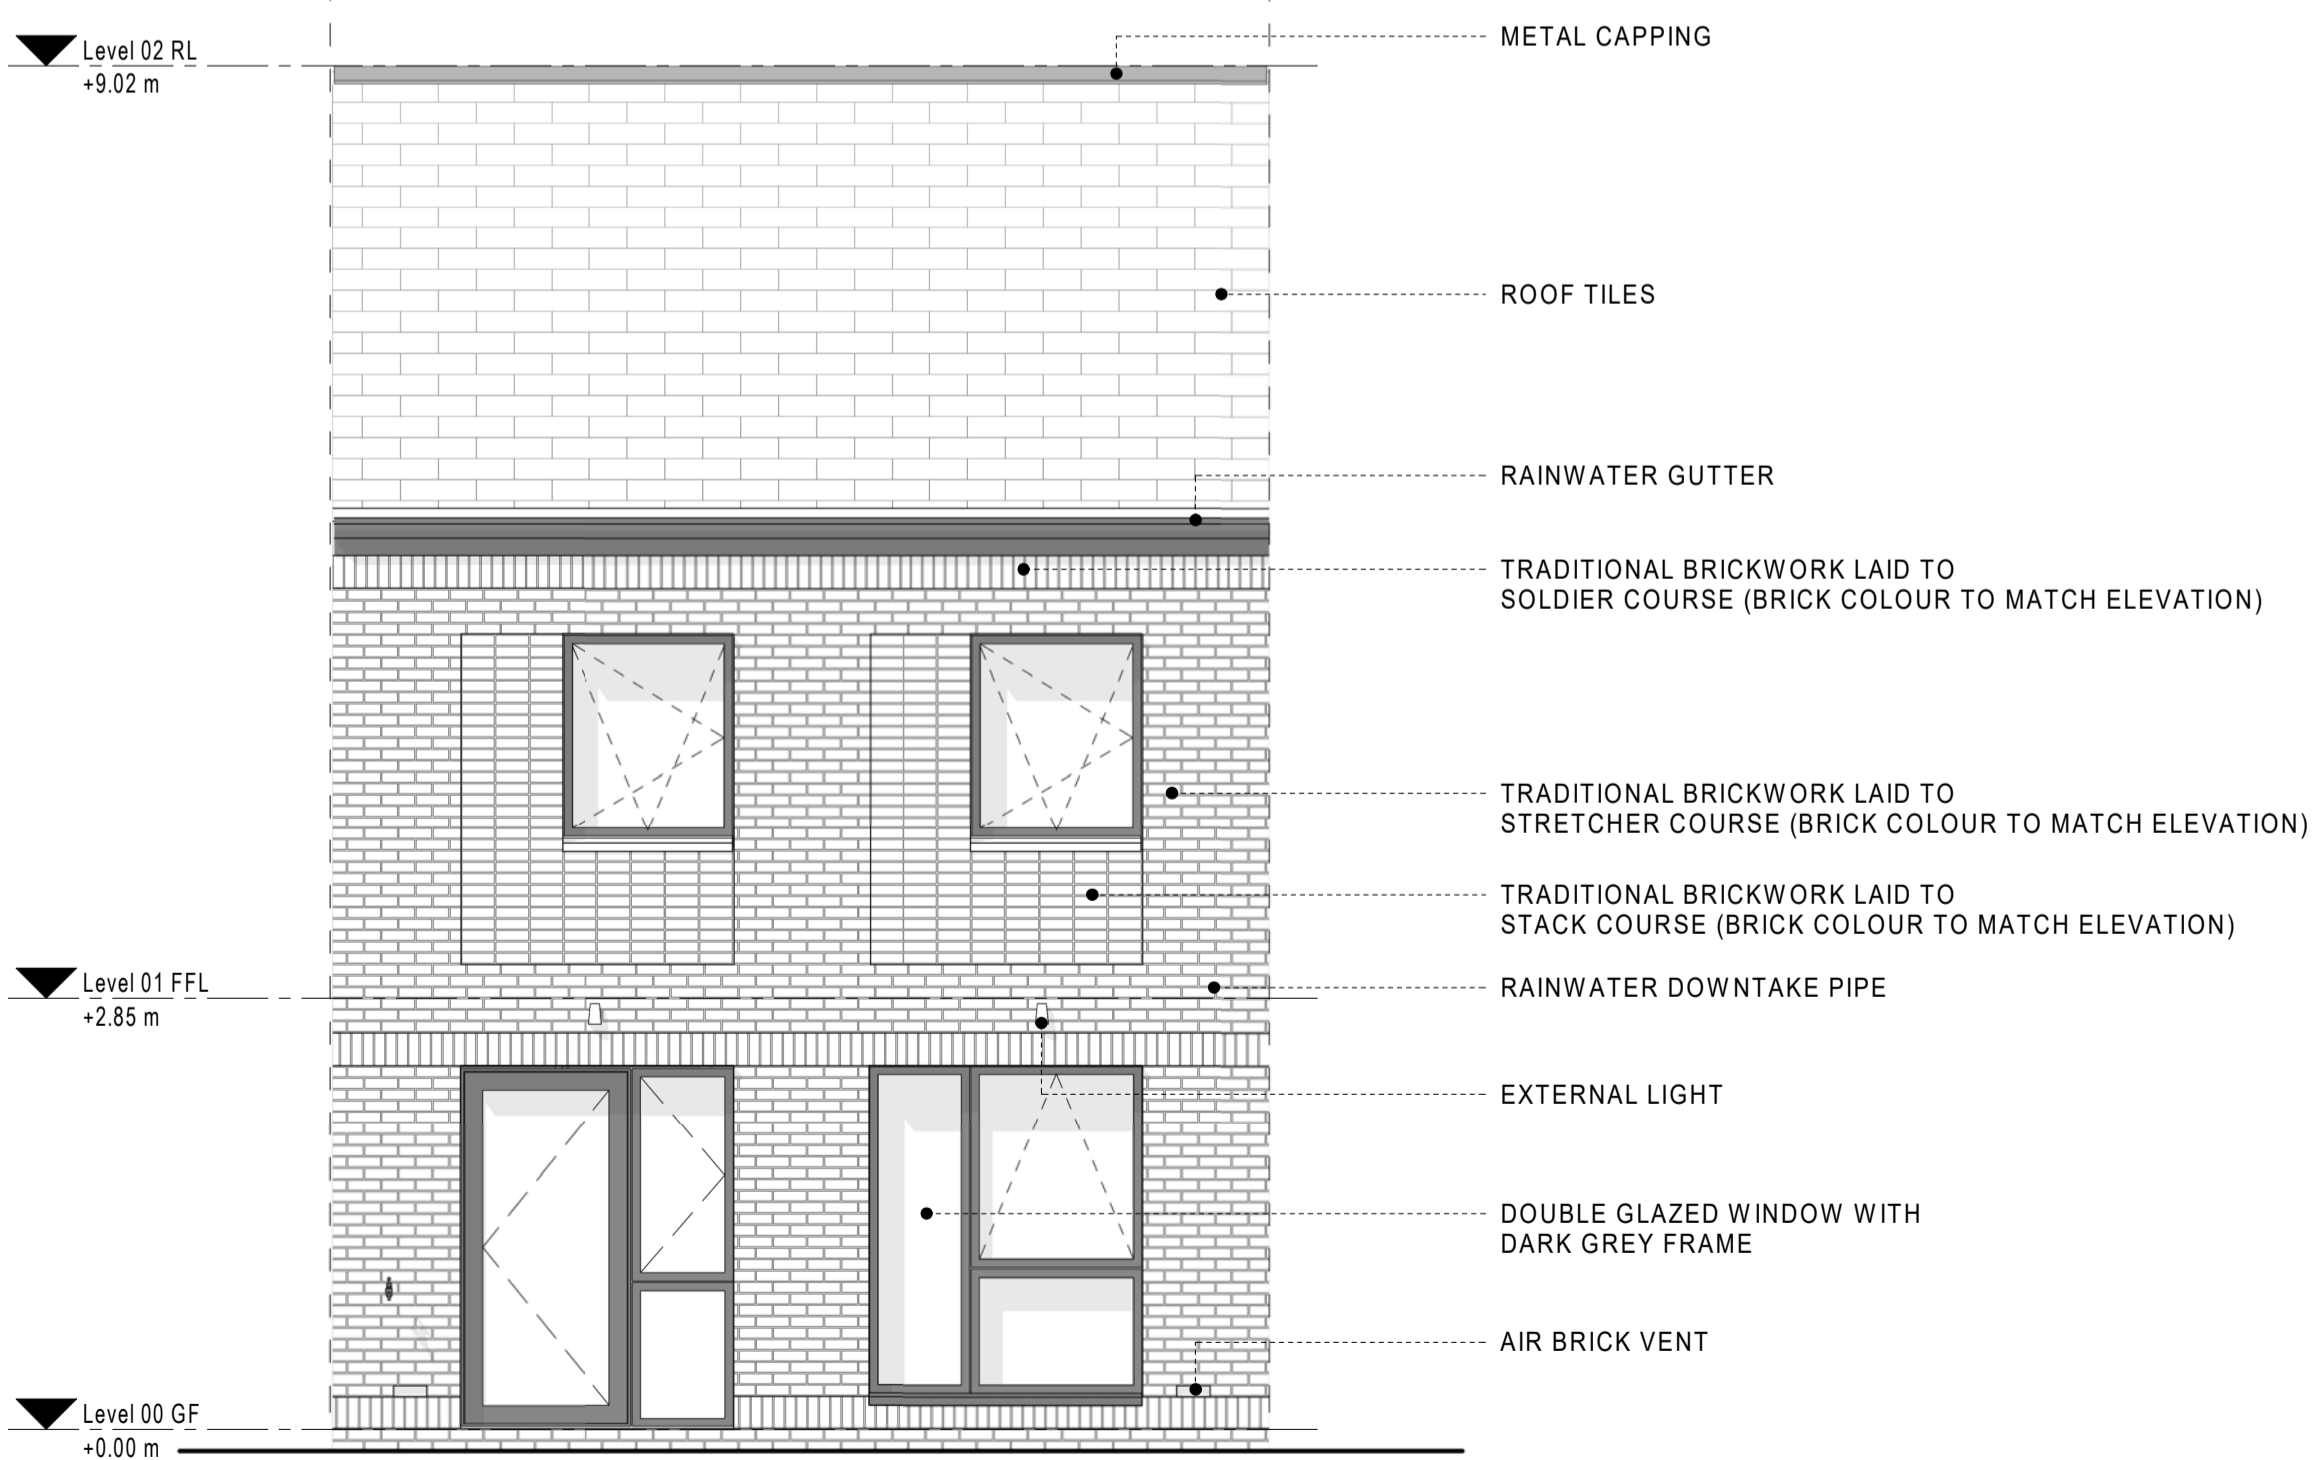 METAL CAPPING
Level 02 RL
+9.02 m
ROOF TILES
RAINWATER GUTTER
TRADITIONAL BRICKWORK LAID TO
SOLDIER COURSE (BRICK COLOUR TO MATCH ELEVATION)
TRADITIONAL BRICKWORK LAID TO
STRETCHER COURSE (BRICK COLOUR TO MATCH ELEVATION)
TRADITIONAL BRICKWORK LAID TO
STACK COURSE (BRICK COLOUR TO MATCH ELEVATION)
Level 01 FFL
+2.85 m
RAINWATER DOWNTAKE PIPE
EXTERNAL LIGHT
DOUBLE GLAZED WINDOW WITH
DARK GREY FRAME
AIR BRICK VENT
Level 00 GF
+0.00 m